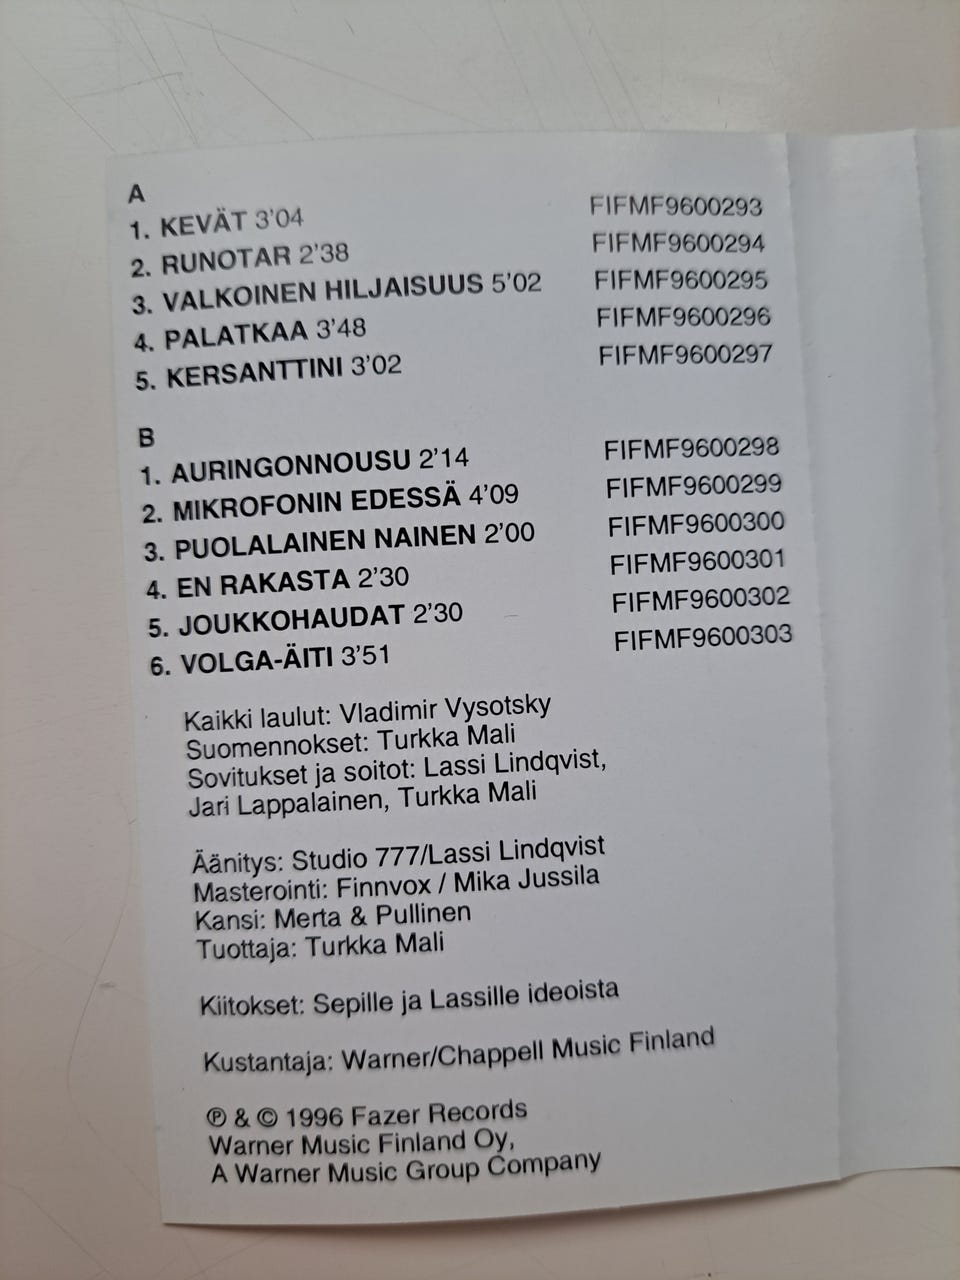 A
1. KEVÄT 3'04 FIFMF9600293
2. RUNOTAR 2'38 FIFMF9600294
3. VALKOINEN HILJAISUUS 5'02 FIFMF9600295
4. PALATKAA 3'48 FIFMF9600296
5. KERSANTTINI 3'02 FIFMF9600297
B
1. AURINGONNOUSU 2'14 FIFMF9600298
2. MIKROFONIN EDESSÄ 4'09 FIFMF9600299
3. PUOLALAINEN NAINEN 2'00 FIFMF9600300
4. EN RAKASTA 2'30 FIFMF9600301
5. JOUKKOHAUDAT 2'30 FIFMF9600302
6. VOLGA-ÄITI 3'51 FIFMF9600303
Kaikki laulut: Vladimir Vysotsky
Suomennokset: Turkka Mali
Sovitukset ja soitot: Lassi Lindqvist,
Jari Lappalainen, Turkka Mali
Äänitys: Studio 777/Lassi Lindqvist
Masterointi: Finnvox / Mika Jussila
Kansi: Merta & Pullinen
Tuottaja: Turkka Mali
Kiitokset: Sepille ja Lassille ideoista
Kustantaja: Warner/Chappell Music Finland
℗ & © 1996 Fazer Records
Warner Music Finland Oy,
A Warner Music Group Company